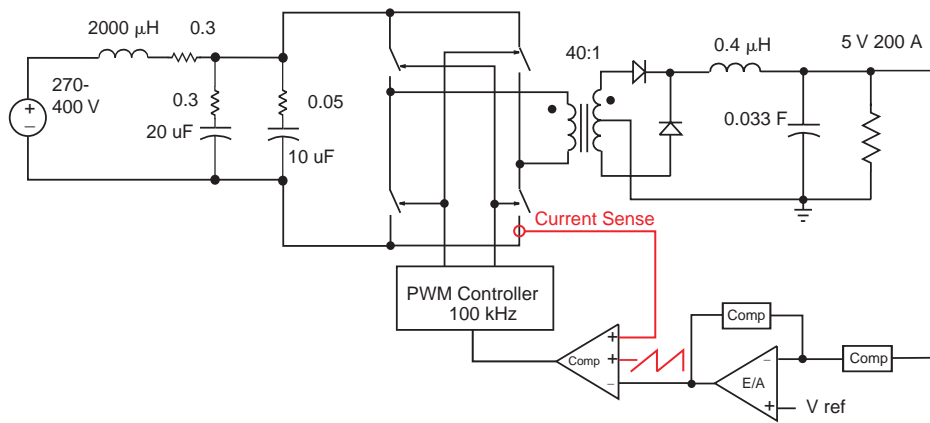 2000 μH
0.3
270-
400 V
+
−
0.3
20 uF
0.05
10 uF
40:1
0.4 μH
5 V 200 A
0.033 F
Current Sense
PWM Controller
100 kHz
Comp
+
+
−
Comp
Comp
E/A
−
+
V ref